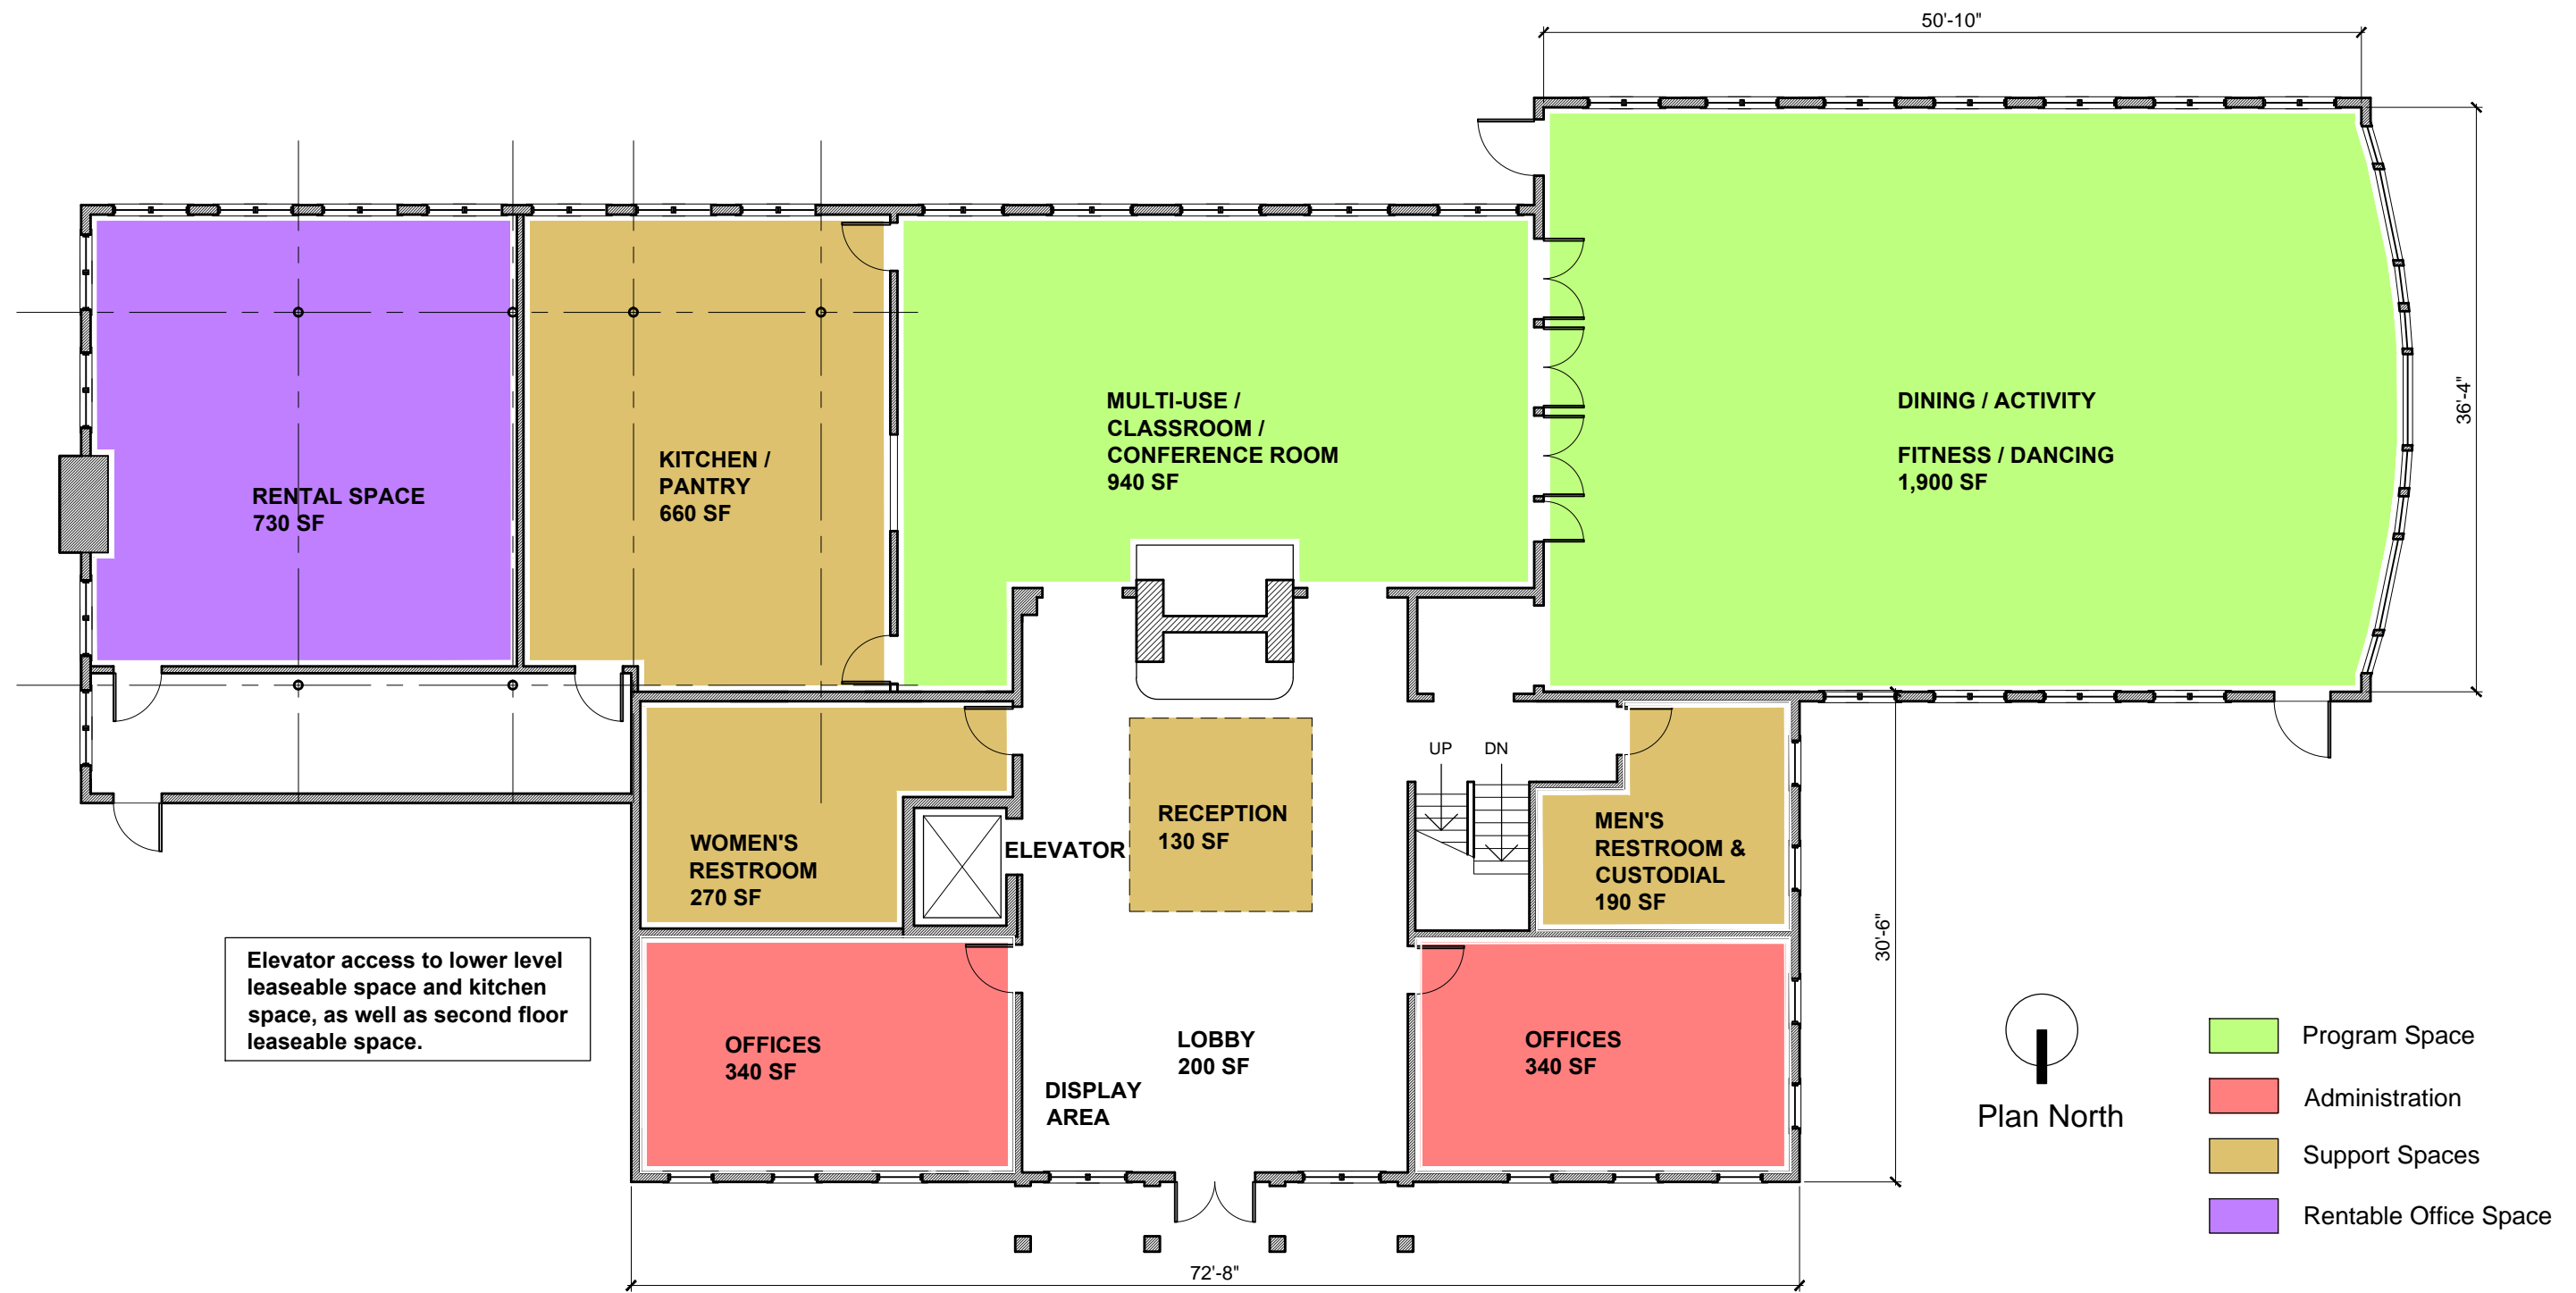 50'-10"
36'-4"
MULTI-USE /
CLASSROOM /
CONFERENCE ROOM
940 SF
DINING / ACTIVITY
FITNESS / DANCING
1,900 SF
KITCHEN /
PANTRY
660 SF
RENTAL SPACE
730 SF
UP
DN
RECEPTION
130 SF
ELEVATOR
WOMEN'S
RESTROOM
270 SF
MEN'S
RESTROOM &
CUSTODIAL
190 SF
30'-6"
Elevator access to lower level
leaseable space and kitchen
space, as well as second floor
leaseable space.
OFFICES
340 SF
LOBBY
200 SF
OFFICES
340 SF
DISPLAY
AREA
Plan North
Program Space
Administration
Support Spaces
Rentable Office Space
72'-8"